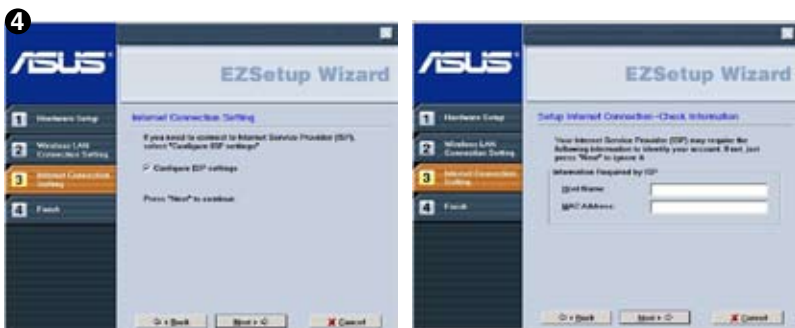 4
ASUS
EZSetup Wizard
1 Hardware Setup
2 Wireless LAN
Connection Setting
3 Internet Connection
Setting
4 Finish
Internet Connection Setting
If you need to connect to Internet Service Provider (ISP),
select "Configure ISP settings"
Configure ISP settings
Press "Next" to continue
< Back
Next >
Cancel
ASUS
EZSetup Wizard
1 Hardware Setup
2 Wireless LAN
Connection Setting
3 Internet Connection
Setting
4 Finish
Setup Internet Connection--Check Information
Your Internet Service Provider (ISP) may require the
following information to identify your account. If not, just
press "Next" to ignore it.
Information Required by ISP
Host Name:
MAC Address:
< Back
Next >
Cancel